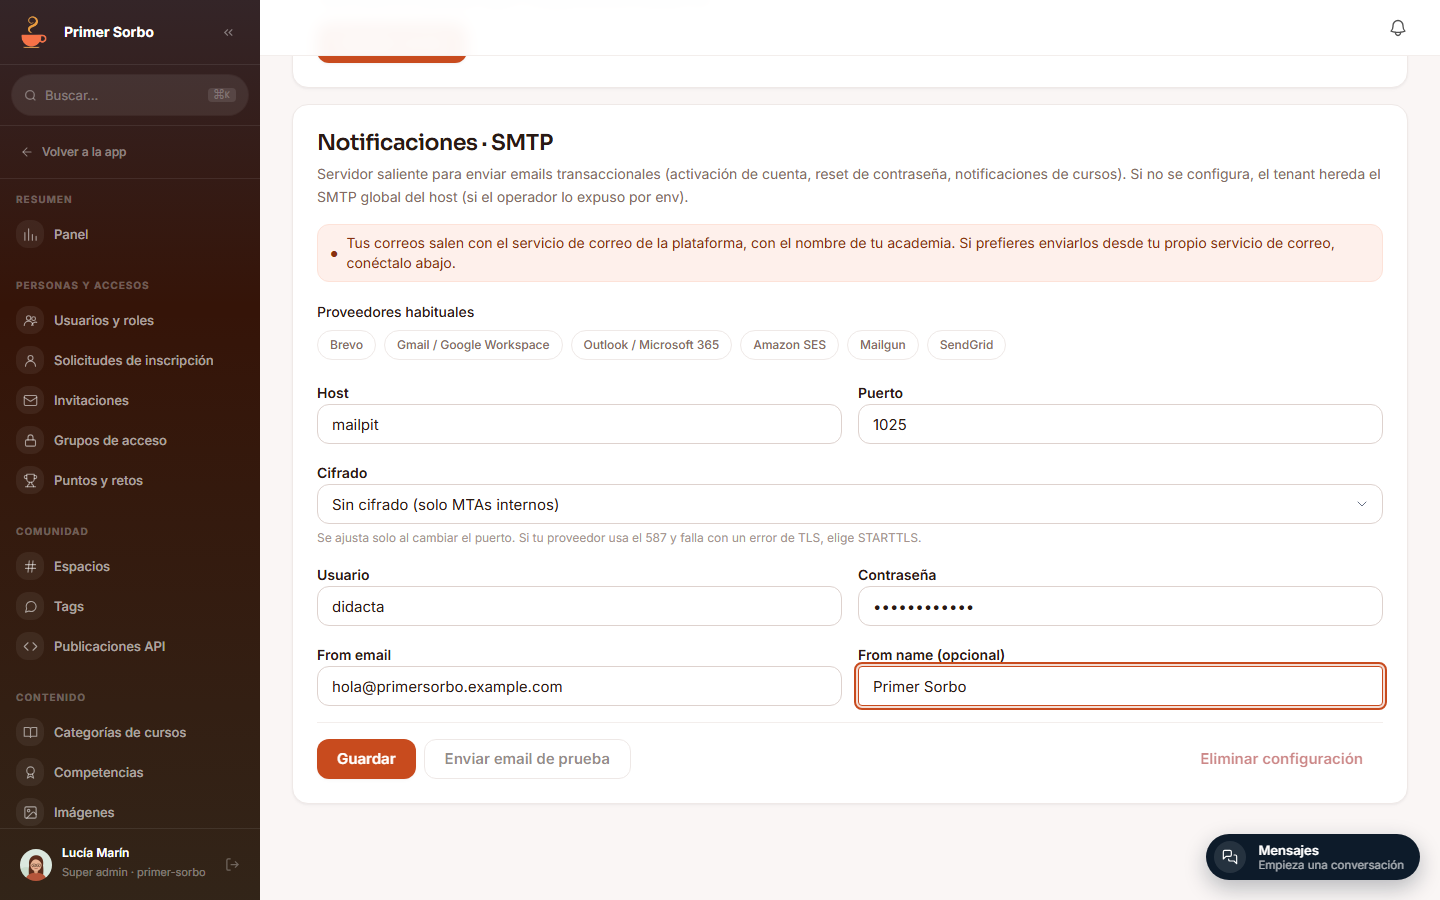 Primer Sorbo
Buscar...
⌘K
Volver a la app
RESUMEN
Panel
PERSONAS Y ACCESOS
Usuarios y roles
Solicitudes de inscripción
Invitaciones
Grupos de acceso
Puntos y retos
COMUNIDAD
Espacios
Tags
Publicaciones API
CONTENIDO
Categorías de cursos
Competencias
Imágenes
Lucía Marín
Super admin · primer-sorbo
Notificaciones · SMTP
Servidor saliente para enviar emails transaccionales (activación de cuenta, reset de contraseña, notificaciones de cursos). Si no se configura, el tenant hereda el
SMTP global del host (si el operador lo expuso por env).
Tus correos salen con el servicio de correo de la plataforma, con el nombre de tu academia. Si prefieres enviarlos desde tu propio servicio de correo,
conéctalo abajo.
Proveedores habituales
Brevo
Gmail / Google Workspace
Outlook / Microsoft 365
Amazon SES
Mailgun
SendGrid
Host
Puerto
mailpit
1025
Cifrado
Sin cifrado (solo MTAs internos)
Se ajusta solo al cambiar el puerto. Si tu proveedor usa el 587 y falla con un error de TLS, elige STARTTLS.
Usuario
Contraseña
didacta
••••••••••••
From email
From name (opcional)
hola@primersorbo.example.com
Primer Sorbo
Guardar
Enviar email de prueba
Eliminar configuración
Mensajes
Empieza una conversación